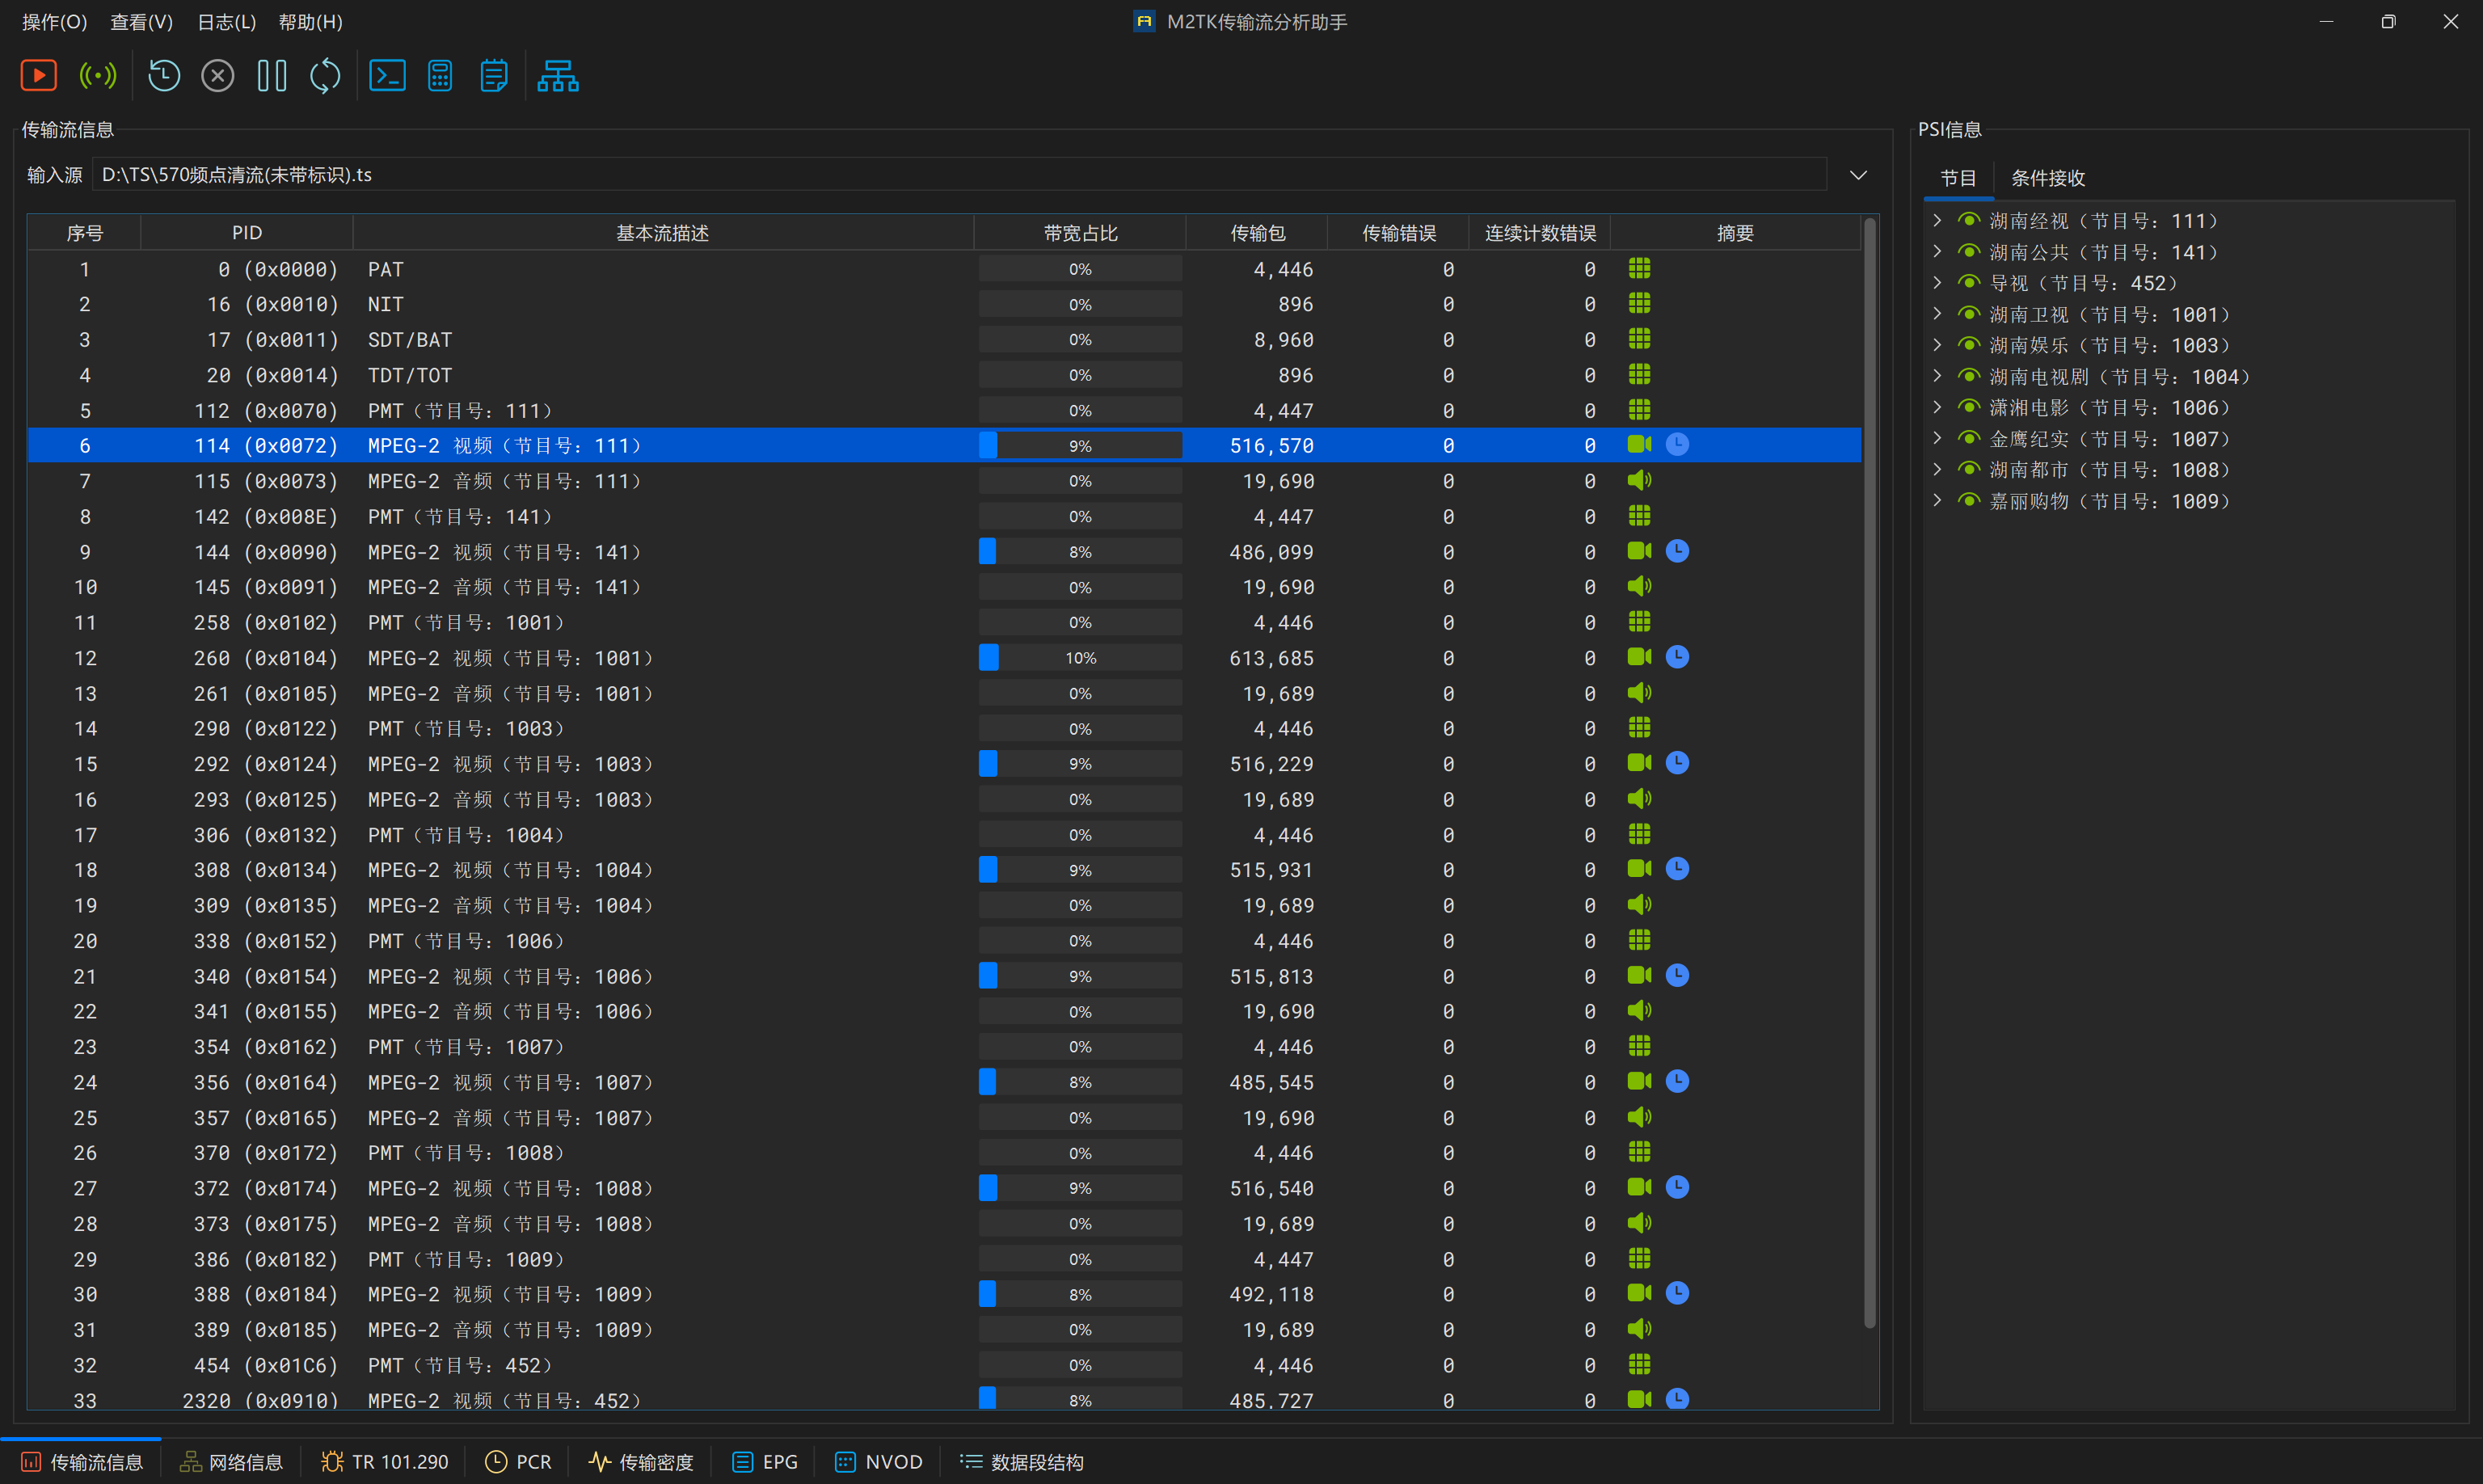 操作(O) 查看(V) 日志(L) 帮助(H) M2TK传输流分析助手
传输流信息
输入源 D:\TS\570频点清流(未带标识).ts
序号 PID 基本流描述 带宽占比 传输包 传输错误 连续计数错误 摘要
1 0 (0x0000) PAT 0% 4,446 0 0
2 16 (0x0010) NIT 0% 896 0 0
3 17 (0x0011) SDT/BAT 0% 8,960 0 0
4 20 (0x0014) TDT/TOT 0% 896 0 0
5 112 (0x0070) PMT（节目号：111） 0% 4,447 0 0
6 114 (0x0072) MPEG-2 视频（节目号：111） 9% 516,570 0 0
7 115 (0x0073) MPEG-2 音频（节目号：111） 0% 19,690 0 0
8 142 (0x008E) PMT（节目号：141） 0% 4,447 0 0
9 144 (0x0090) MPEG-2 视频（节目号：141） 8% 486,099 0 0
10 145 (0x0091) MPEG-2 音频（节目号：141） 0% 19,690 0 0
11 258 (0x0102) PMT（节目号：1001） 0% 4,446 0 0
12 260 (0x0104) MPEG-2 视频（节目号：1001） 10% 613,685 0 0
13 261 (0x0105) MPEG-2 音频（节目号：1001） 0% 19,689 0 0
14 290 (0x0122) PMT（节目号：1003） 0% 4,446 0 0
15 292 (0x0124) MPEG-2 视频（节目号：1003） 9% 516,229 0 0
16 293 (0x0125) MPEG-2 音频（节目号：1003） 0% 19,689 0 0
17 306 (0x0132) PMT（节目号：1004） 0% 4,446 0 0
18 308 (0x0134) MPEG-2 视频（节目号：1004） 9% 515,931 0 0
19 309 (0x0135) MPEG-2 音频（节目号：1004） 0% 19,689 0 0
20 338 (0x0152) PMT（节目号：1006） 0% 4,446 0 0
21 340 (0x0154) MPEG-2 视频（节目号：1006） 9% 515,813 0 0
22 341 (0x0155) MPEG-2 音频（节目号：1006） 0% 19,690 0 0
23 354 (0x0162) PMT（节目号：1007） 0% 4,446 0 0
24 356 (0x0164) MPEG-2 视频（节目号：1007） 8% 485,545 0 0
25 357 (0x0165) MPEG-2 音频（节目号：1007） 0% 19,690 0 0
26 370 (0x0172) PMT（节目号：1008） 0% 4,446 0 0
27 372 (0x0174) MPEG-2 视频（节目号：1008） 9% 516,540 0 0
28 373 (0x0175) MPEG-2 音频（节目号：1008） 0% 19,689 0 0
29 386 (0x0182) PMT（节目号：1009） 0% 4,447 0 0
30 388 (0x0184) MPEG-2 视频（节目号：1009） 8% 492,118 0 0
31 389 (0x0185) MPEG-2 音频（节目号：1009） 0% 19,689 0 0
32 454 (0x01C6) PMT（节目号：452） 0% 4,446 0 0
33 2320 (0x0910) MPEG-2 视频（节目号：452） 8% 485,727 0 0
PSI信息
节目 条件接收
湖南经视（节目号：111）
湖南公共（节目号：141）
导视（节目号：452）
湖南卫视（节目号：1001）
湖南娱乐（节目号：1003）
湖南电视剧（节目号：1004）
潇湘电影（节目号：1006）
金鹰纪实（节目号：1007）
湖南都市（节目号：1008）
嘉丽购物（节目号：1009）
传输流信息 网络信息 TR 101.290 PCR 传输密度 EPG NVOD 数据段结构